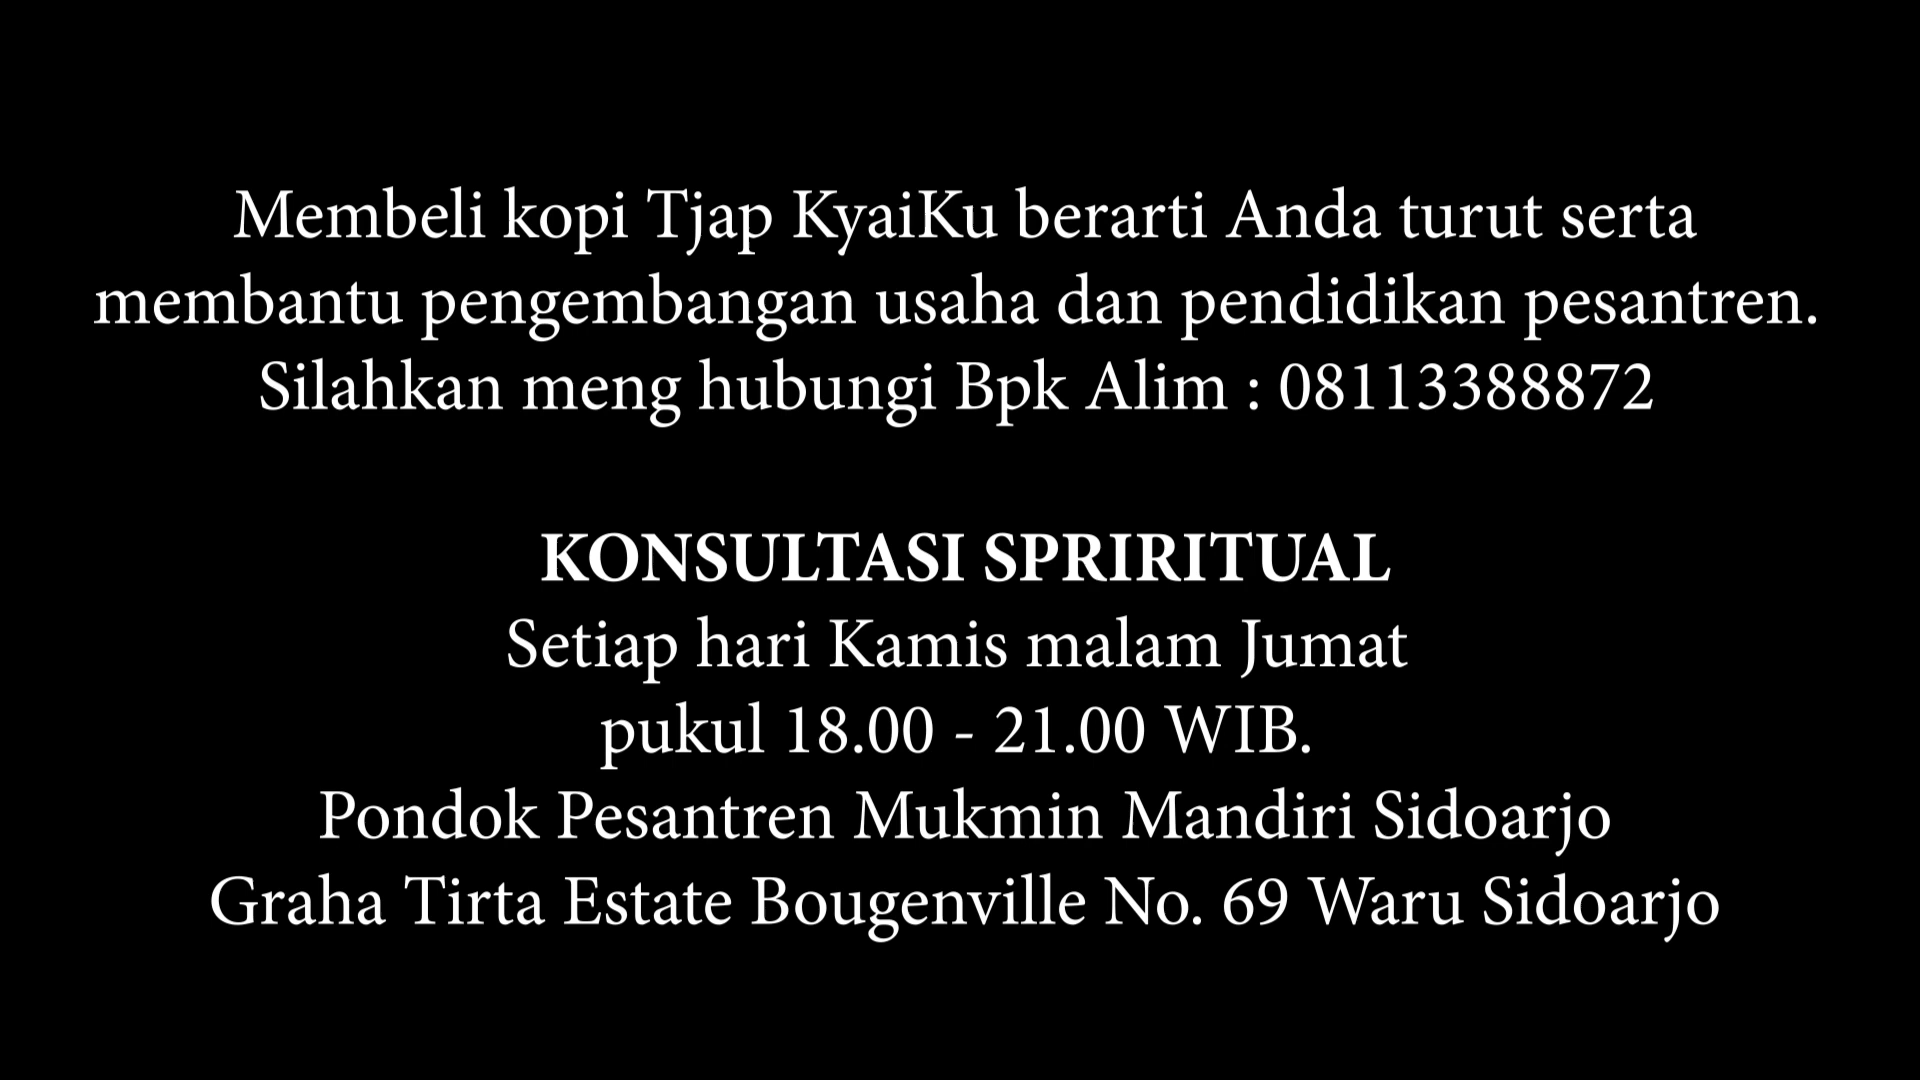 Membeli kopi Tjap KyaiKu berarti Anda turut serta
membantu pengembangan usaha dan pendidikan pesantren.
Silahkan meng hubungi Bpk Alim : 08113388872
KONSULTASI SPRIRITUAL
Setiap hari Kamis malam Jumat
pukul 18.00 - 21.00 WIB.
Pondok Pesantren Mukmin Mandiri Sidoarjo
Graha Tirta Estate Bougenville No. 69 Waru Sidoarjo